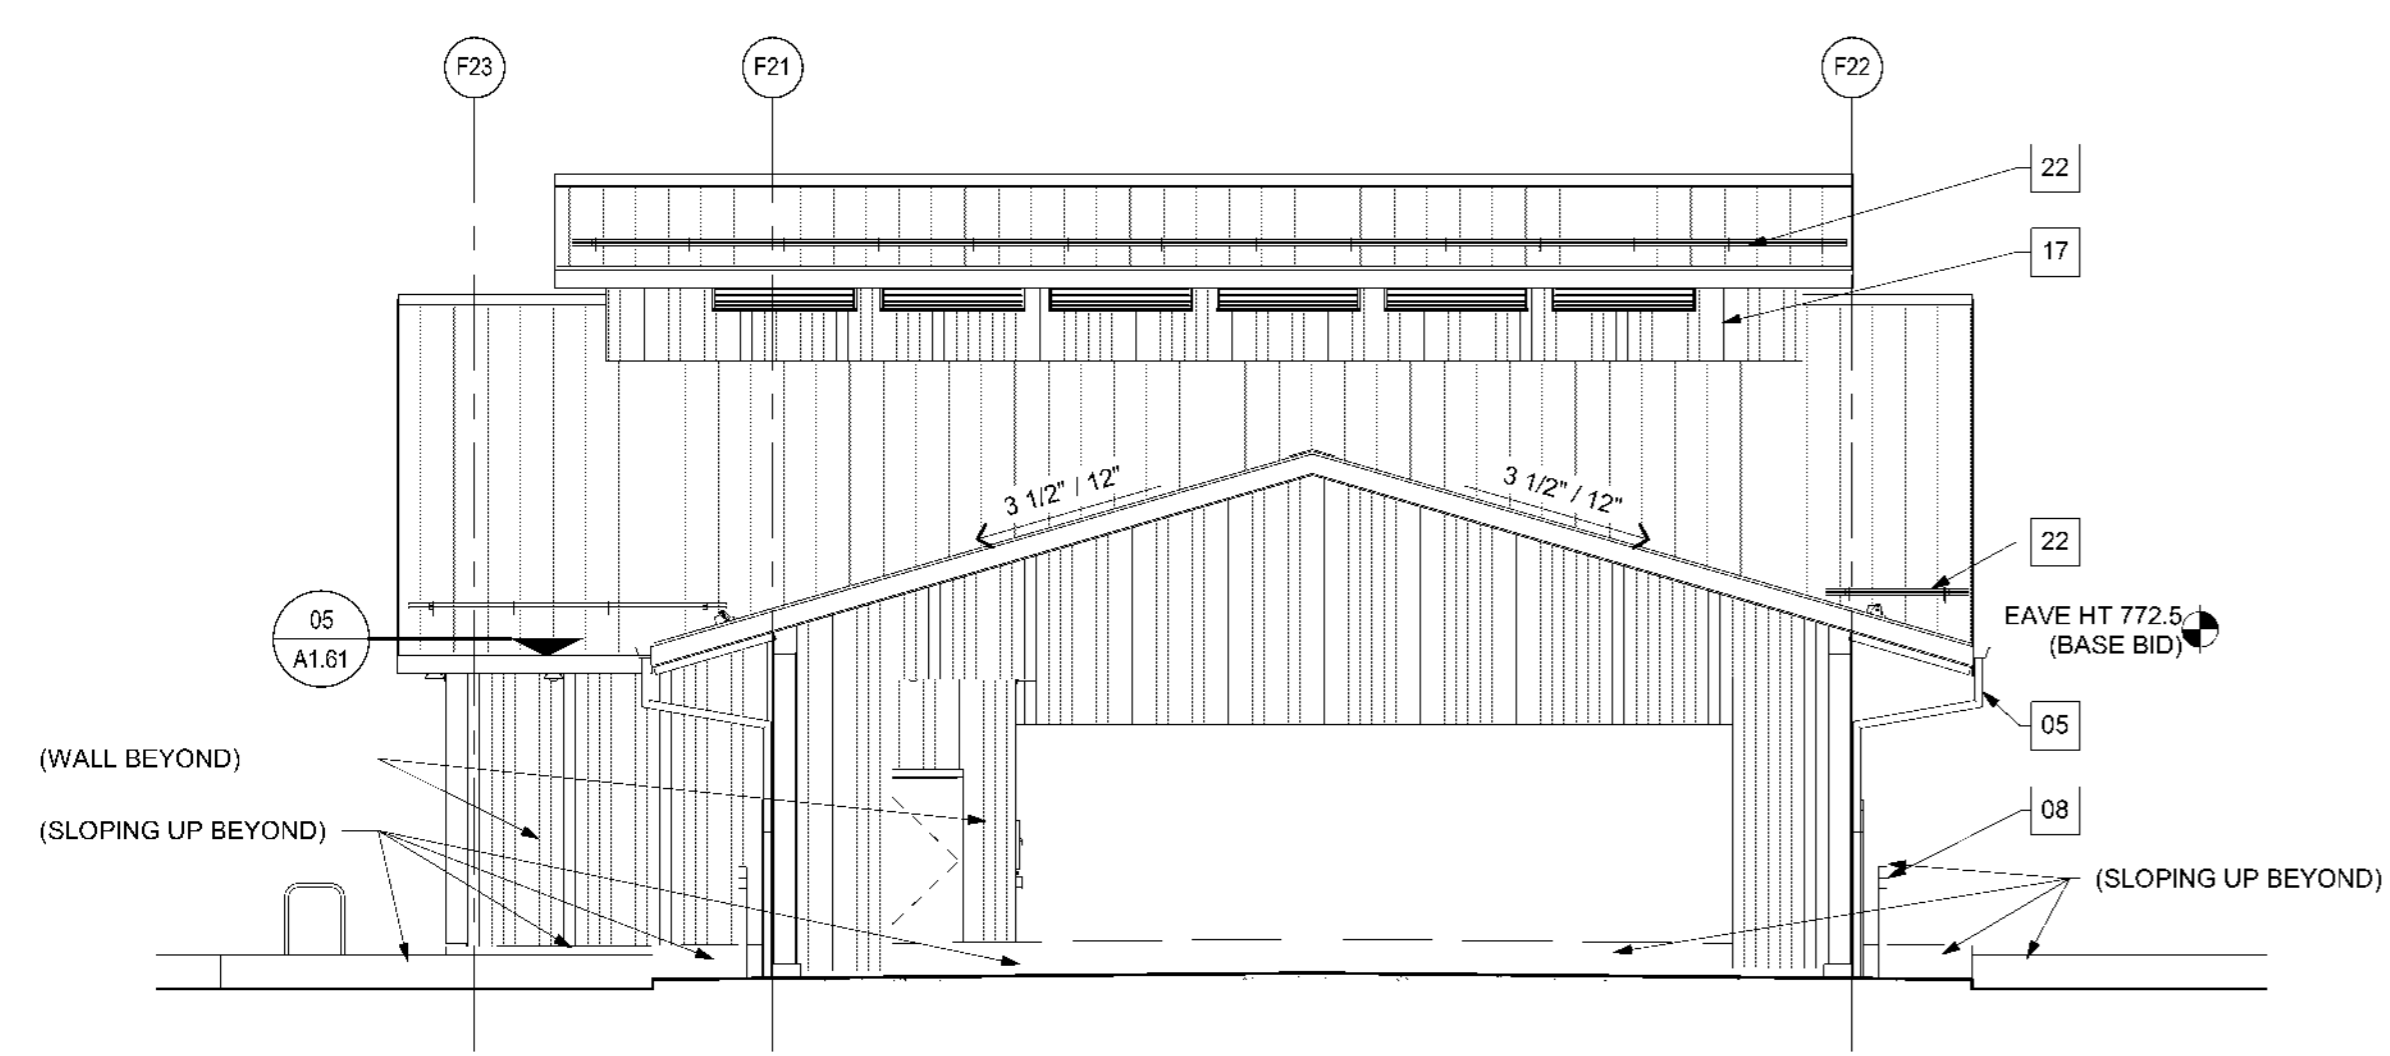 F23
F21
F22
22
17
3 1/2" / 12"
3 1/2" / 12"
22
EAVE HT 772.5
(BASE BID)
05
A1.61
05
(WALL BEYOND)
08
(SLOPING UP BEYOND)
(SLOPING UP BEYOND)